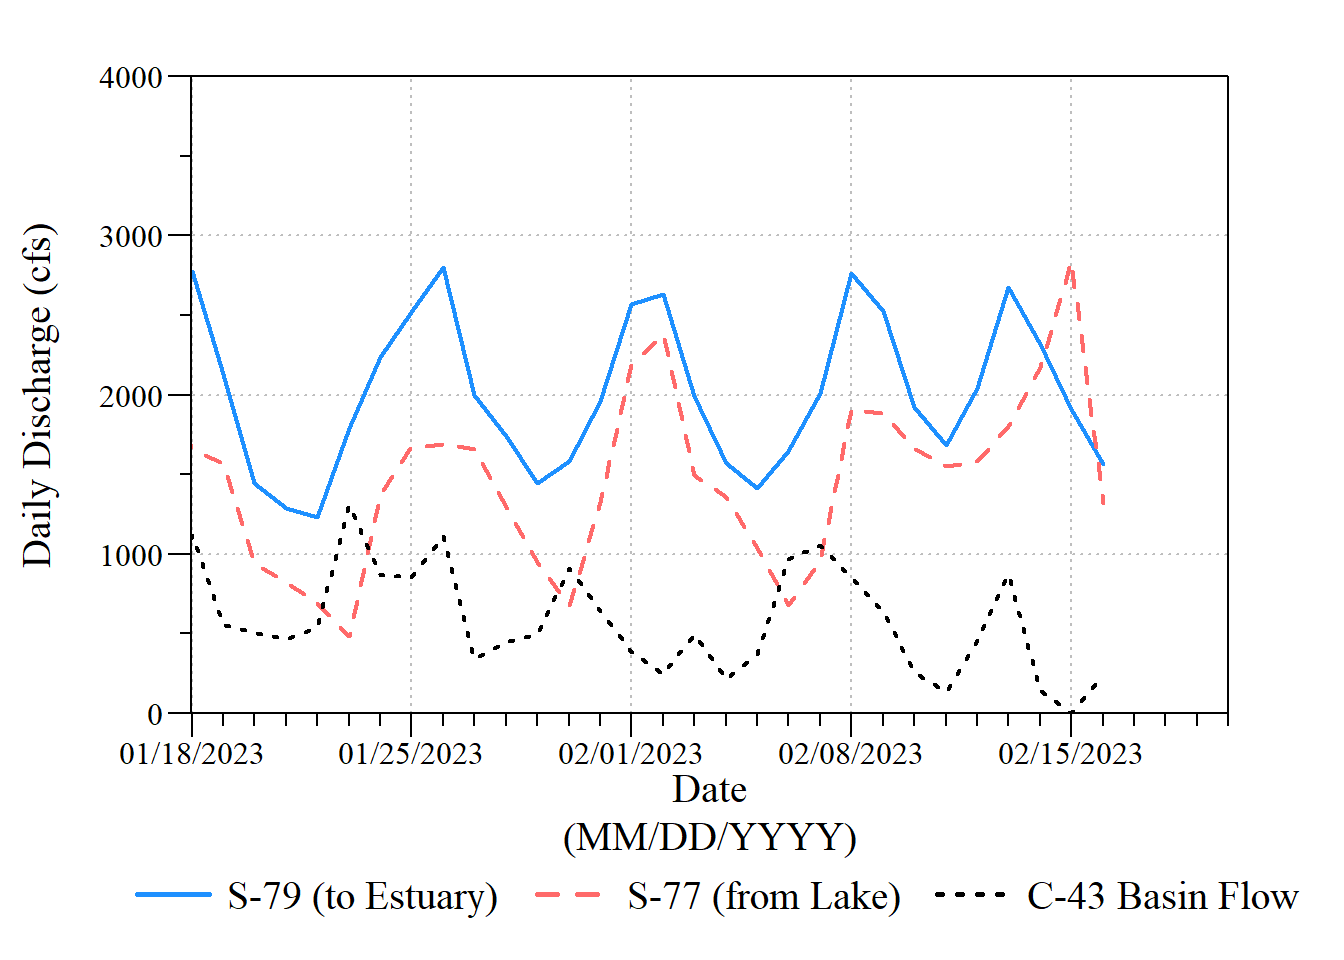 4000
3000
2000
1000
0
Daily Discharge (cfs)
01/18/2023 01/25/2023 02/01/2023 02/08/2023 02/15/2023
Date
(MM/DD/YYYY)
S-79 (to Estuary) S-77 (from Lake) C-43 Basin Flow